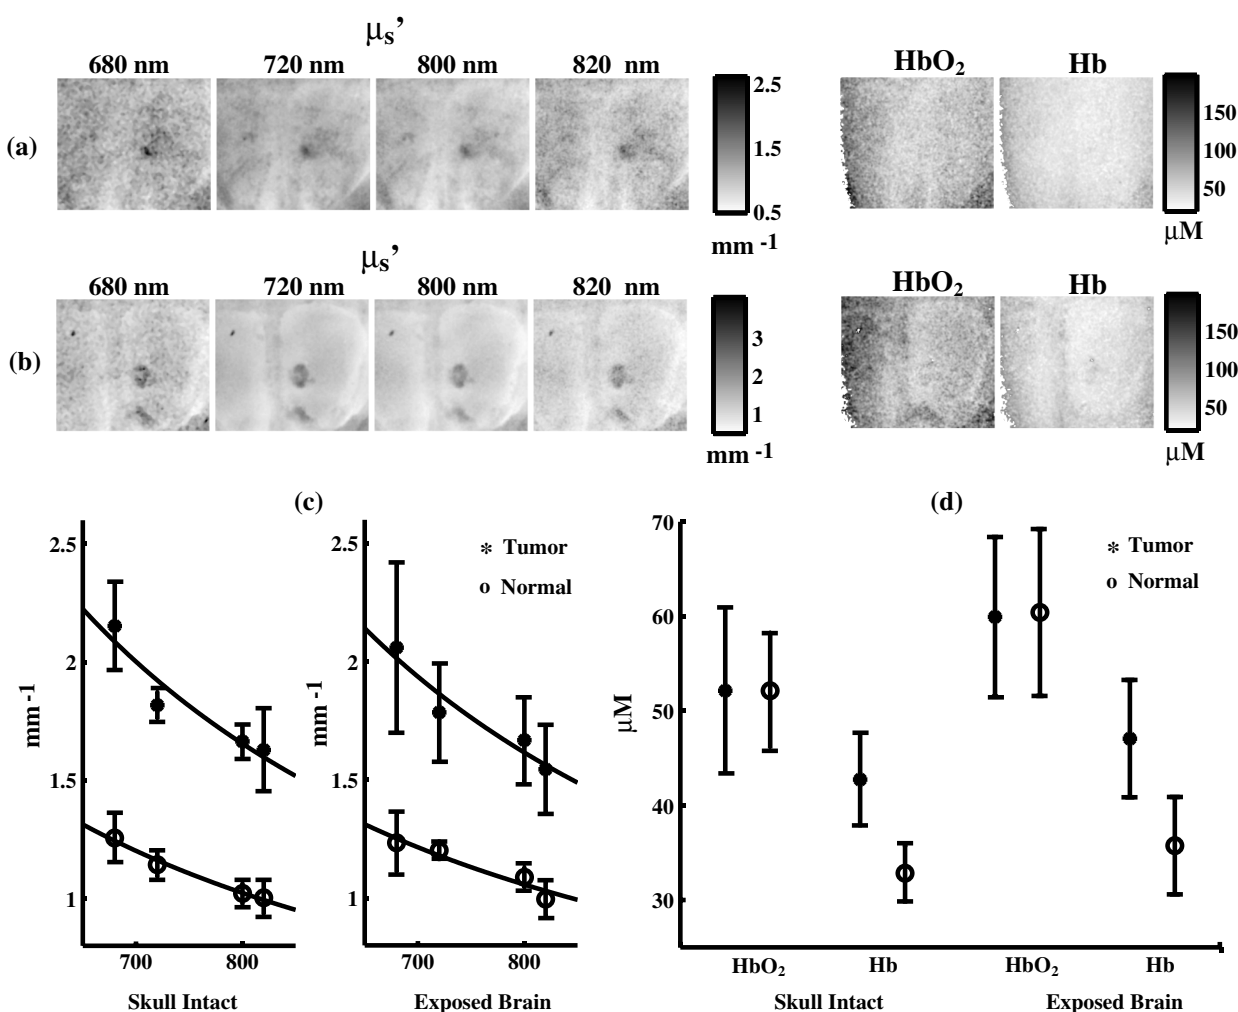 μs’
680 nm 720 nm 800 nm 820 nm
HbO2 Hb
(a)
2.5
1.5
0.5
mm -1
150
100
50
μM
μs’
680 nm 720 nm 800 nm 820 nm
HbO2 Hb
(b)
3
2
1
mm -1
150
100
50
μM
(c)
2.5
2
1.5
1
mm -1
700 800
Skull Intact
2.5
2
1.5
1
mm -1
* Tumor
o Normal
700 800
Exposed Brain
(d)
70
60
50
40
30
μM
* Tumor
o Normal
HbO2 Hb HbO2 Hb
Skull Intact Exposed Brain